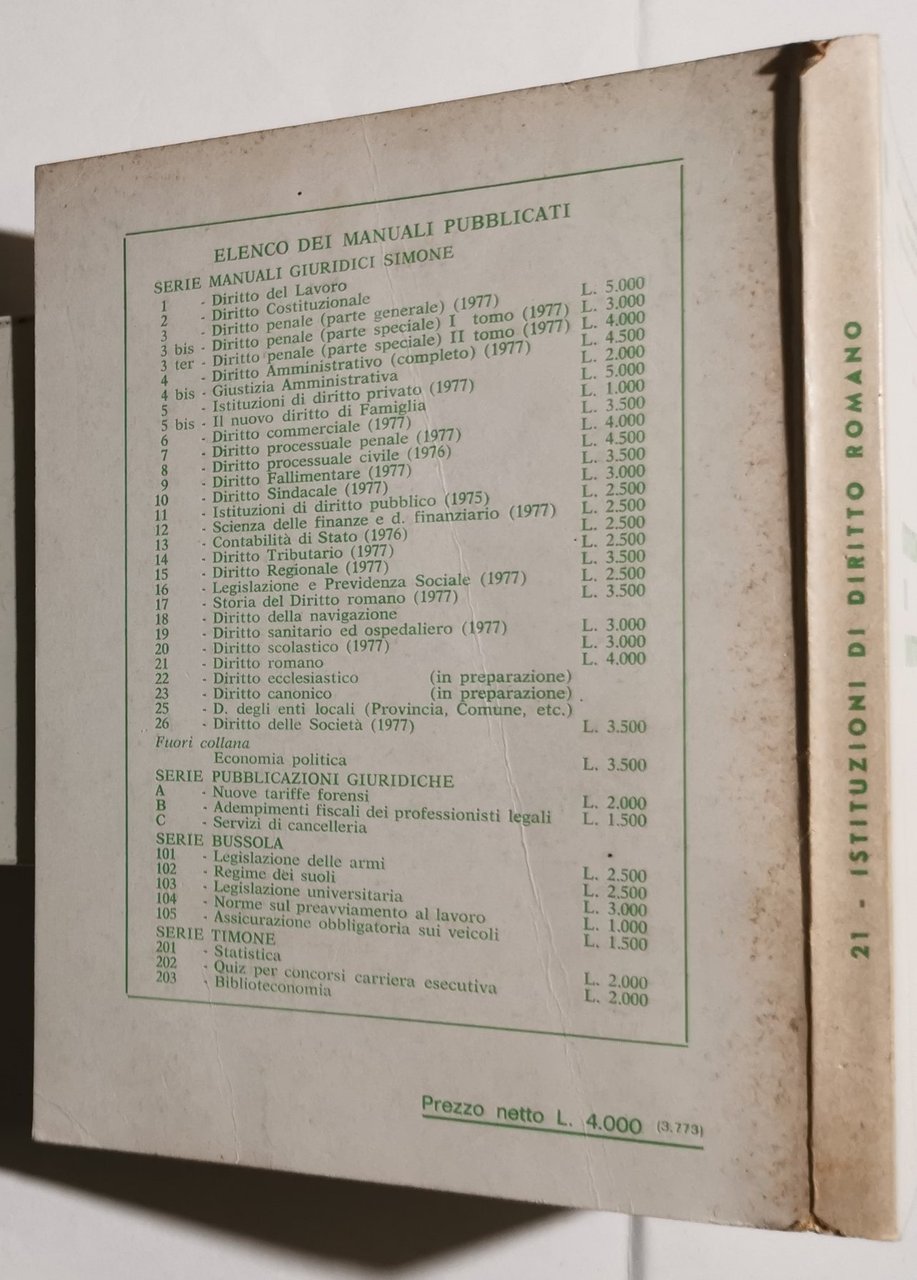 ELENCO DEI MANUALI PUBBLICATI
SERIE MANUALI GIURIDICI SIMONE
1 - Diritto del Lavoro
2 - Diritto Costituzionale
3 - Diritto penale (parte generale) (1977) L. 5.000
3 bis - Diritto penale (parte speciale) I tomo (1977) L. 3.000
3 ter - Diritto penale (parte speciale) II tomo (1977) L. 4.000
4 - Diritto Amministrativo (completo) (1977) L. 4.500
4 bis - Giustizia Amministrativa L. 2.000
5 - Istituzioni di diritto privato (1977) L. 5.000
5 bis - Il nuovo diritto di Famiglia L. 1.000
6 - Diritto commerciale (1977) L. 3.500
7 - Diritto processuale penale (1977) L. 4.000
8 - Diritto processuale civile (1976) L. 4.500
9 - Diritto Fallimentare (1977) L. 3.500
10 - Diritto Sindacale (1977) L. 3.000
11 - Istituzioni di diritto pubblico (1975) L. 2.500
12 - Scienza delle finanze e d. finanziario (1977) L. 2.500
13 - Contabilità di Stato (1976) L. 2.500
14 - Diritto Tributario (1977) L. 2.500
15 - Diritto Regionale (1977) L. 3.500
16 - Legislazione e Previdenza Sociale (1977) L. 2.500
17 - Storia del Diritto romano (1977) L. 3.500
18 - Diritto della navigazione
19 - Diritto sanitario ed ospedaliero (1977) L. 3.000
20 - Diritto scolastico (1977) L. 3.000
21 - Diritto romano L. 4.000
22 - Diritto ecclesiastico (in preparazione)
23 - Diritto canonico (in preparazione)
25 - D. degli enti locali (Provincia, Comune, etc.)
26 - Diritto delle Società (1977) L. 3.500
Fuori collana
Economia politica L. 3.500
SERIE PUBBLICAZIONI GIURIDICHE
A - Nuove tariffe forensi L. 2.000
B - Adempimenti fiscali dei professionisti legali L. 1.500
C - Servizi di cancelleria
SERIE BUSSOLA
101 - Legislazione delle armi L. 2.500
102 - Regime dei suoli L. 2.500
103 - Legislazione universitaria L. 3.000
104 - Norme sul preavviamento al lavoro L. 1.000
105 - Assicurazione obbligatoria sui veicoli L. 1.500
SERIE TIMONE
201 - Statistica L. 2.000
202 - Quiz per concorsi carriera esecutiva L. 2.000
203 - Biblioteconomia
Prezzo netto L. 4.000 (3.773)
21 - ISTITUZIONI DI DIRITTO ROMANO